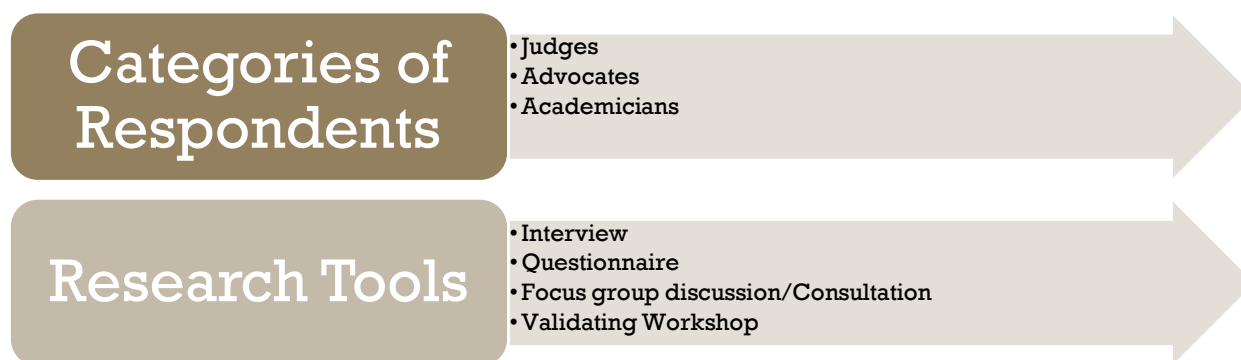 Categories of
Respondents
•Judges
•Advocates
•Academicians
Research Tools
•Interview
•Questionnaire
•Focus group discussion/Consultation
•Validating Workshop